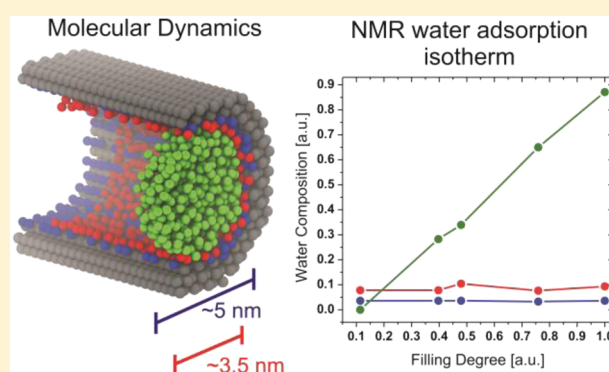 Molecular Dynamics
~5 nm
~3.5 nm
NMR water adsorption
isotherm
Water Composition [a.u.]
0.9
0.8
0.7
0.6
0.5
0.4
0.3
0.2
0.1
0.0
0.1 0.2 0.3 0.4 0.5 0.6 0.7 0.8 0.9 1.0
Filling Degree [a.u.]